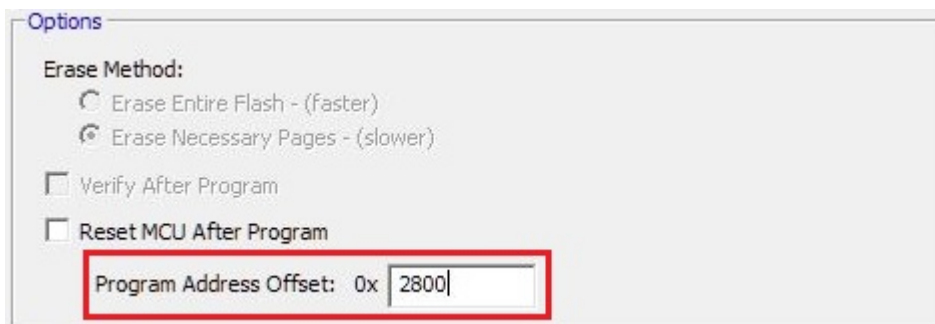 Options
Erase Method:
Erase Entire Flash - (faster)
Erase Necessary Pages - (slower)
Verify After Program
Reset MCU After Program
Program Address Offset: 0x 2800